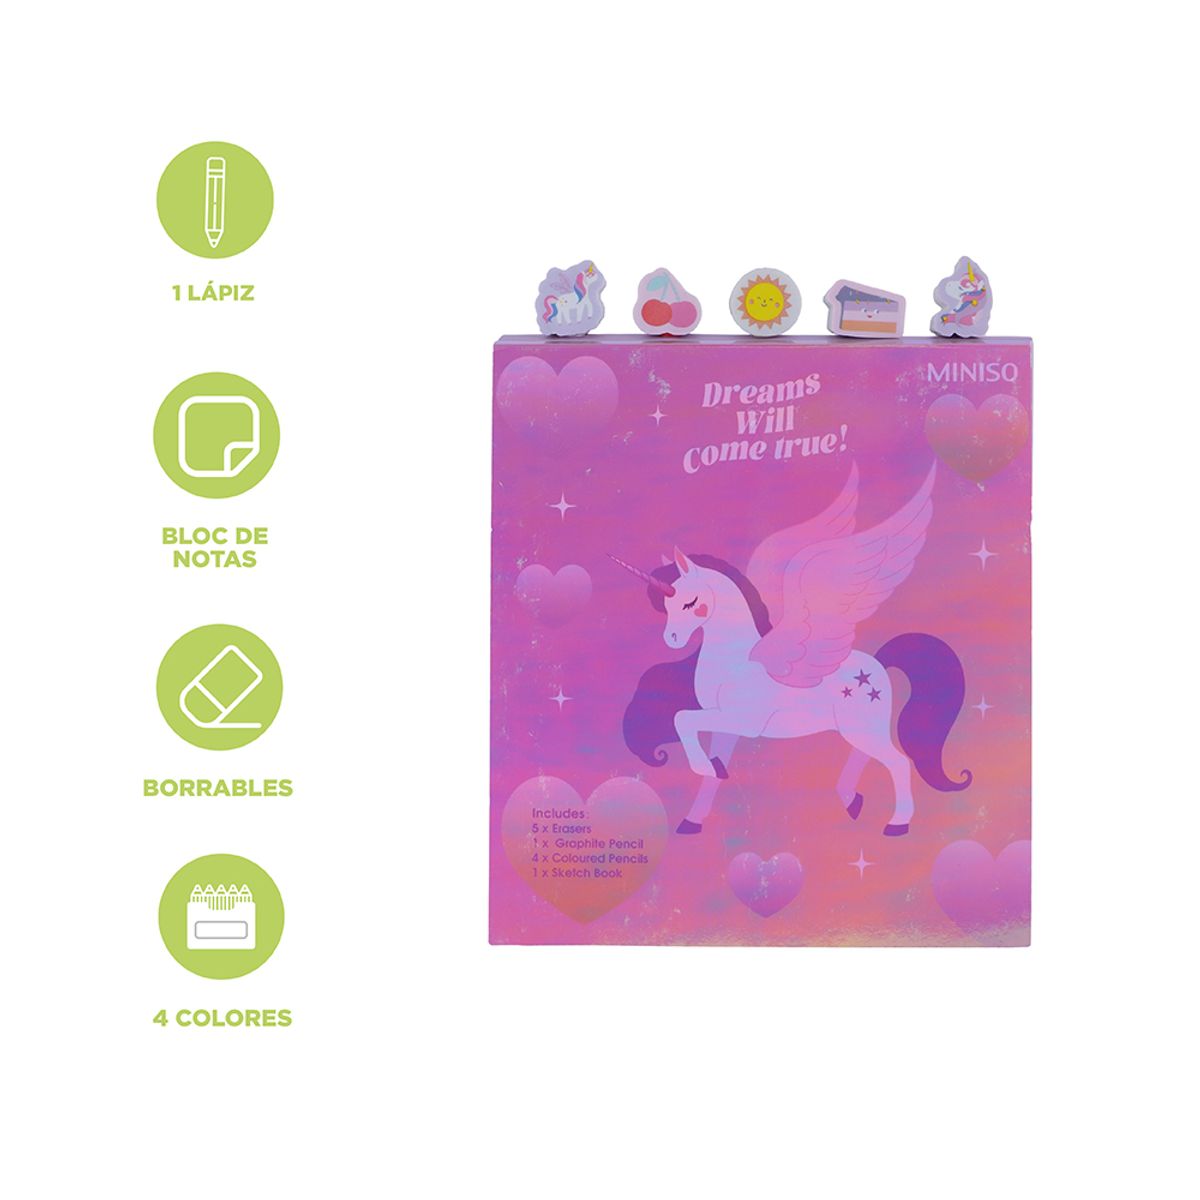 1 LÁPIZ
BLOC DE
NOTAS
BORRABLES
4 COLORES
MINISO
Dreams
Will
Come true!
Includes:
5 x Erasers
1 x Graphite Pencil
4 x Coloured Pencils
1 x Sketch Book